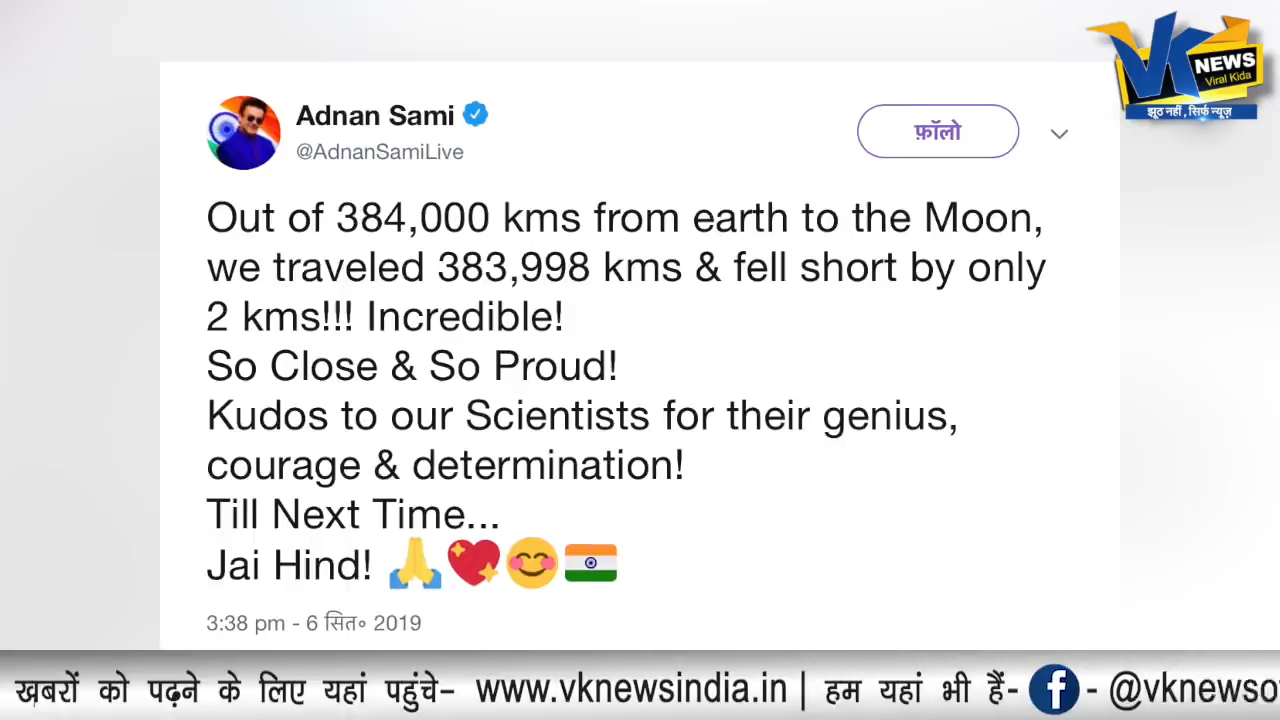 VK
NEWS
Viral Kida
झूठ नहीं, सिर्फ न्यूज़
Adnan Sami
@AdnanSamiLive
फ़ॉलो
Out of 384,000 kms from earth to the Moon,
we traveled 383,998 kms & fell short by only
2 kms!!! Incredible!
So Close & So Proud!
Kudos to our Scientists for their genius,
courage & determination!
Till Next Time...
Jai Hind! 🙏💖😊🇮🇳
3:38 pm - 6 सित॰ 2019
ख़बरों को पढ़ने के लिए यहां पहुंचे- www.vknewsindia.in | हम यहां भी हैं- f - @vknewso